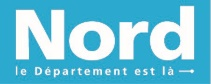 Nord
le Département est là →